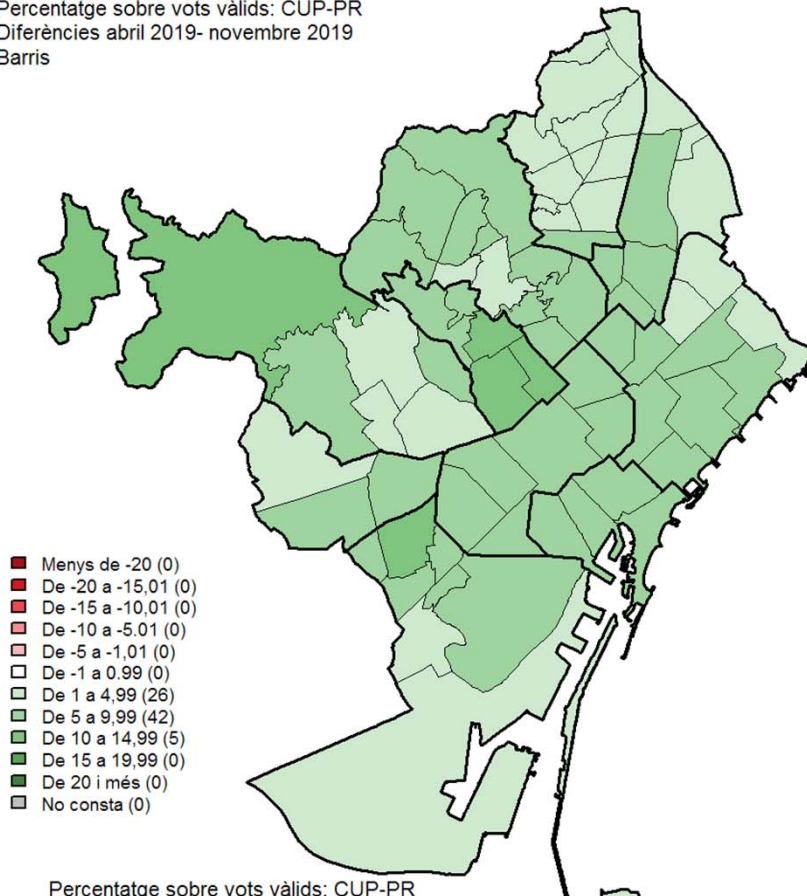 Percentatge sobre vots vàlids: CUP-PR
Diferències abril 2019- novembre 2019
Barris
Menys de -20 (0)
De -20 a -15,01 (0)
De -15 a -10,01 (0)
De -10 a -5.01 (0)
De -5 a -1,01 (0)
De -1 a 0.99 (0)
De 1 a 4,99 (26)
De 5 a 9,99 (42)
De 10 a 14,99 (5)
De 15 a 19,99 (0)
De 20 i més (0)
No consta (0)
Percentatge sobre vots vàlids: CUP-PR